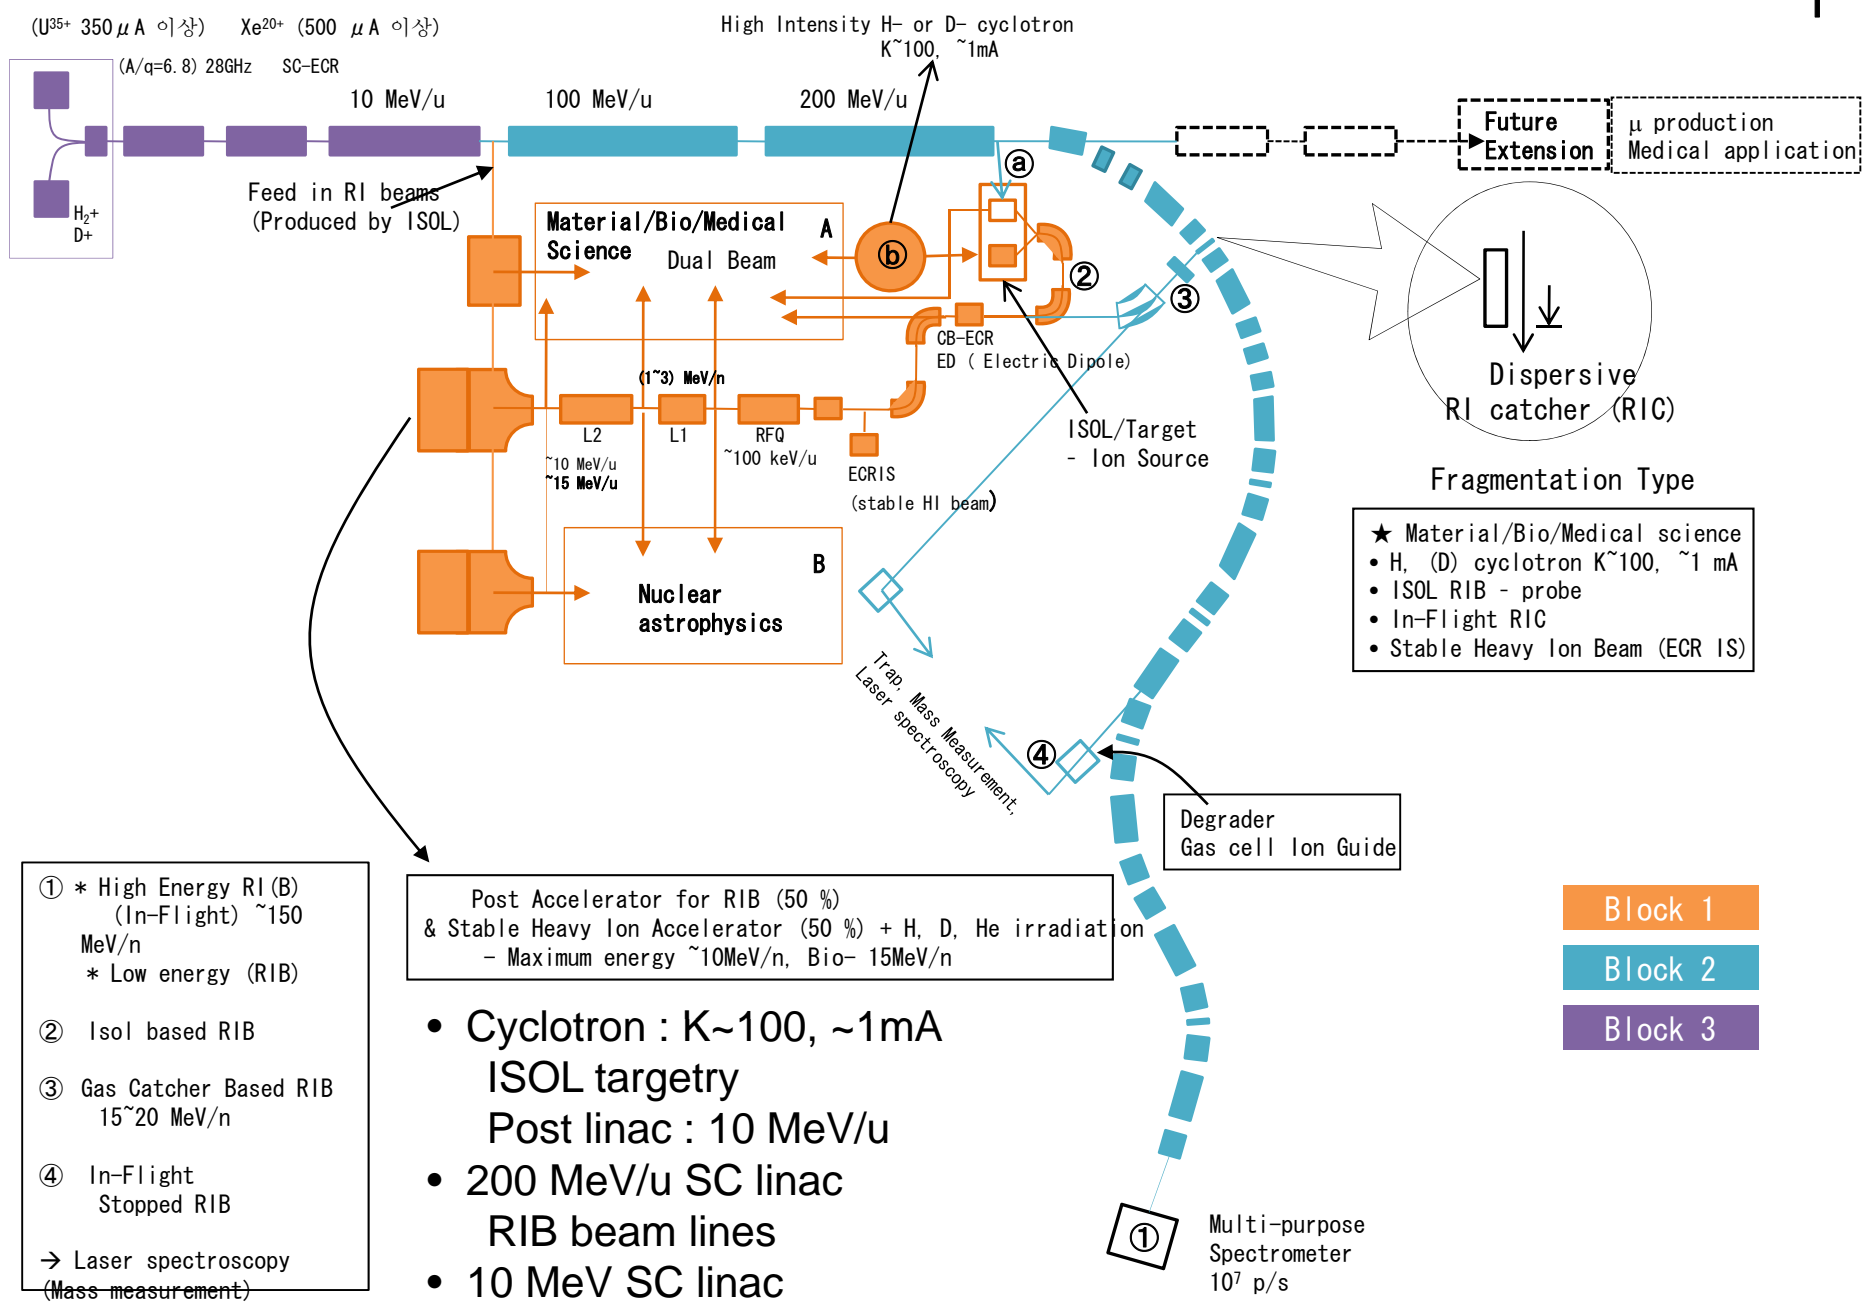 (U35+ 350μA 이상) Xe20+ (500 μA 이상)
(A/q=6.8) 28GHz SC-ECR
High Intensity H- or D- cyclotron
K~100, ~1mA
10 MeV/u
100 MeV/u
200 MeV/u
H2+
D+
Feed in RI beams
(Produced by ISOL)
Material/Bio/Medical
Science
A
Dual Beam
ⓑ
ⓐ
②
③
Future
Extension
μ production
Medical application
CB-ECR
ED ( Electric Dipole)
Dispersive
RI catcher (RIC)
(1~3) MeV/n
L2
L1
RFQ
~100 keV/u
~10 MeV/u
~15 MeV/u
ECRIS
(stable HI beam)
ISOL/Target
- Ion Source
Fragmentation Type
★ Material/Bio/Medical science
• H, (D) cyclotron K~100, ~1 mA
• ISOL RIB - probe
• In-Flight RIC
• Stable Heavy Ion Beam (ECR IS)
B
Nuclear
astrophysics
Trap, Mass Measurement,
Laser spectroscopy
④
Degrader
Gas cell Ion Guide
① * High Energy RI(B)
(In-Flight) ~150
MeV/n
* Low energy (RIB)
② Isol based RIB
③ Gas Catcher Based RIB
15~20 MeV/n
④ In-Flight
Stopped RIB
→ Laser spectroscopy
(Mass measurement)
Post Accelerator for RIB (50 %)
& Stable Heavy Ion Accelerator (50 %) + H, D, He irradiation
- Maximum energy ~10MeV/n, Bio- 15MeV/n
• Cyclotron : K~100, ~1mA
ISOL targetry
Post linac : 10 MeV/u
• 200 MeV/u SC linac
RIB beam lines
• 10 MeV SC linac
Block 1
Block 2
Block 3
①
Multi-purpose
Spectrometer
10⁷ p/s